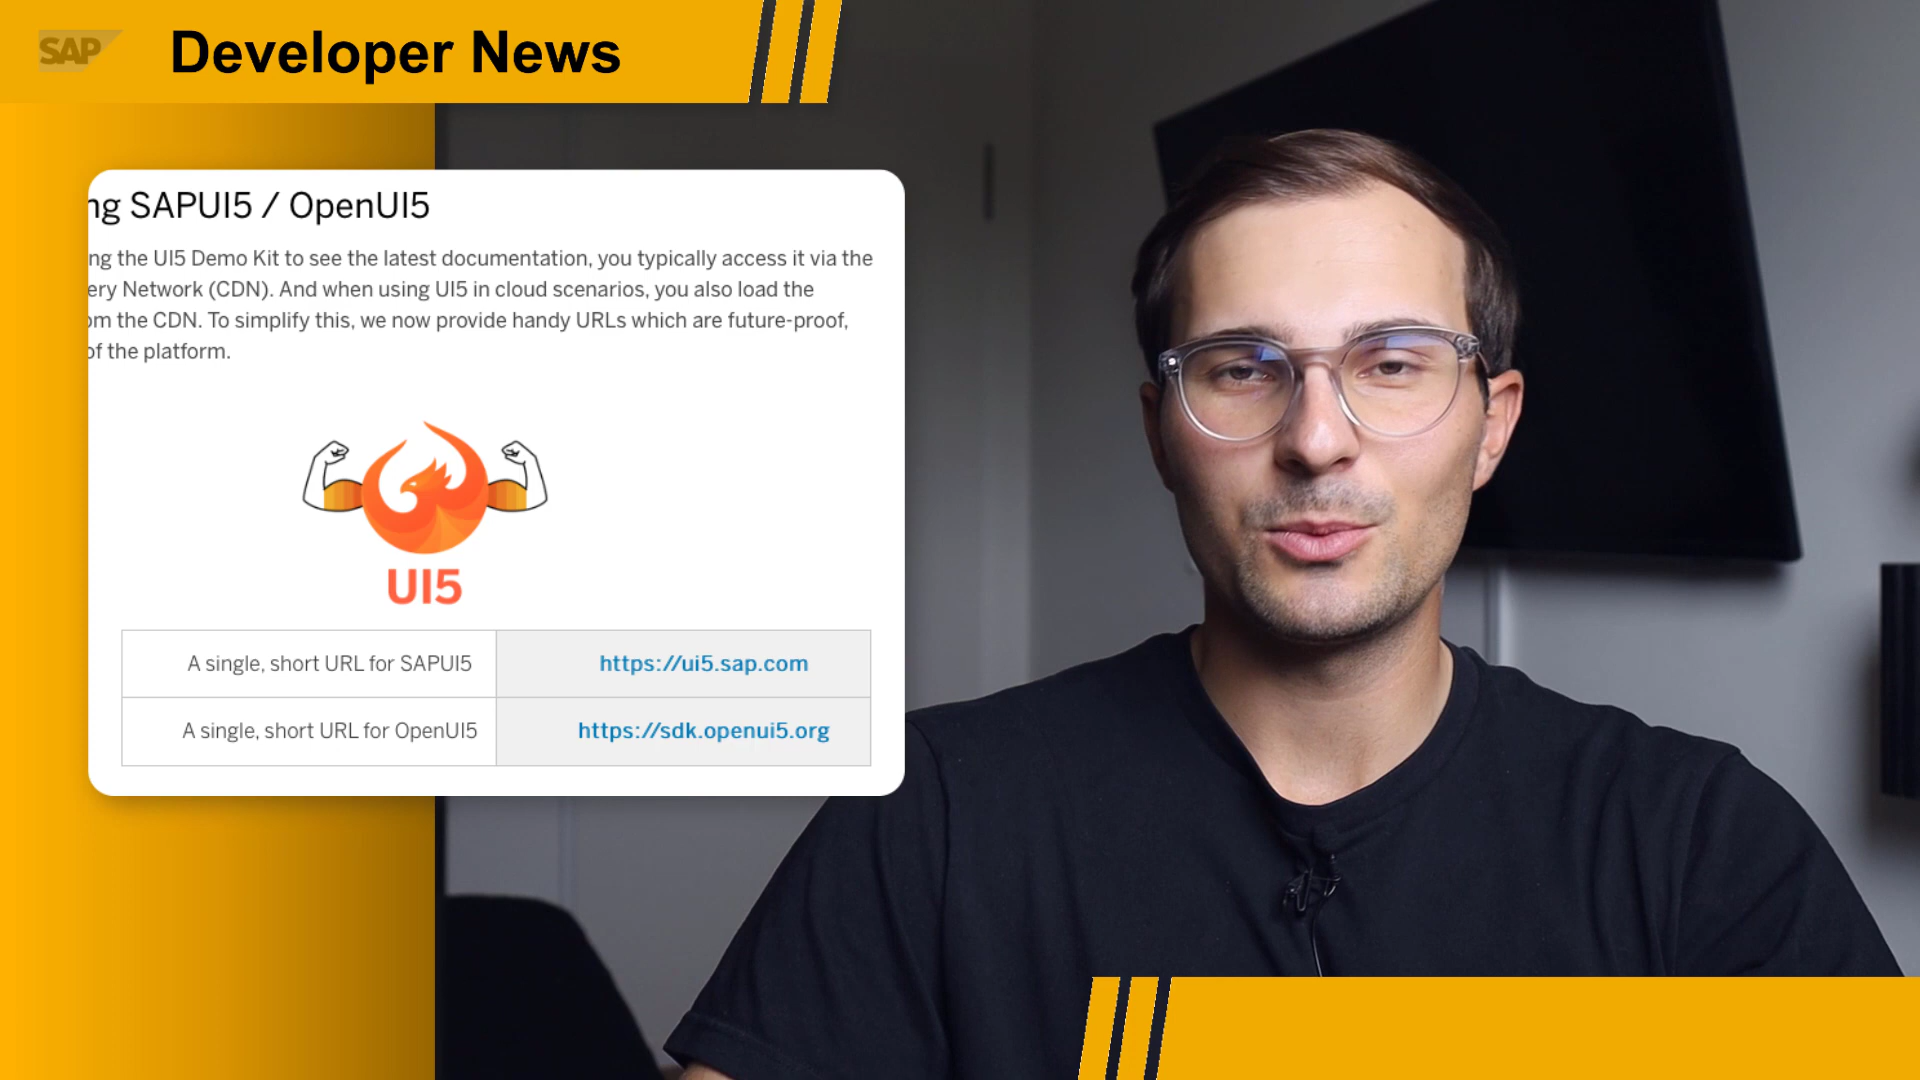 SAP Developer News
ng SAPUI5 / OpenUI5
ng the UI5 Demo Kit to see the latest documentation, you typically access it via the
ery Network (CDN). And when using UI5 in cloud scenarios, you also load the
om the CDN. To simplify this, we now provide handy URLs which are future-proof,
of the platform.
UI5
A single, short URL for SAPUI5 https://ui5.sap.com
A single, short URL for OpenUI5 https://sdk.openui5.org